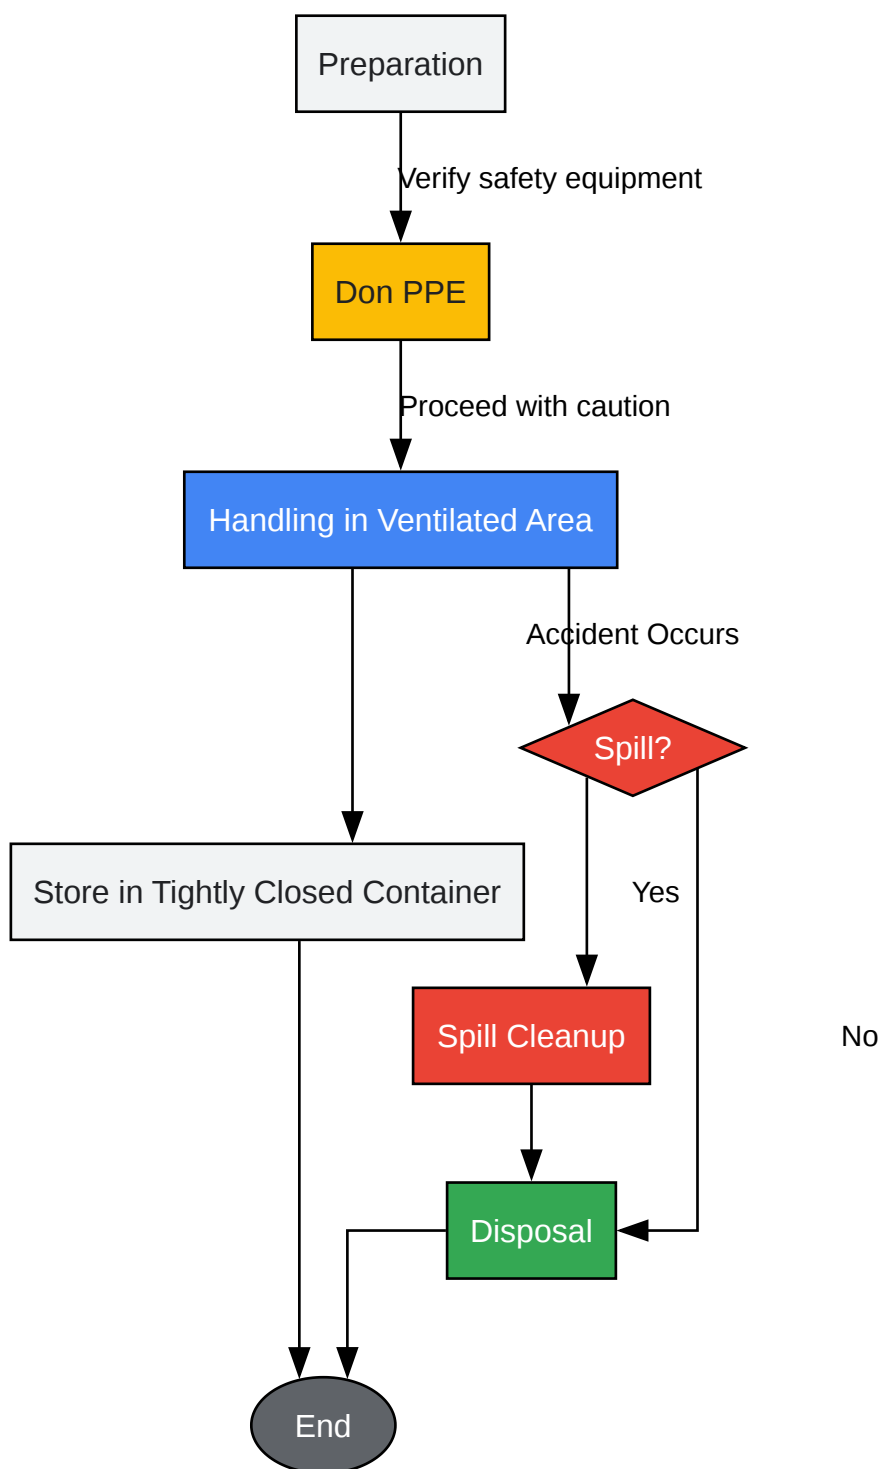 Preparation
Verify safety equipment
Don PPE
Proceed with caution
Handling in Ventilated Area
Accident Occurs
Spill?
Store in Tightly Closed Container
Yes
Spill Cleanup
No
Disposal
End